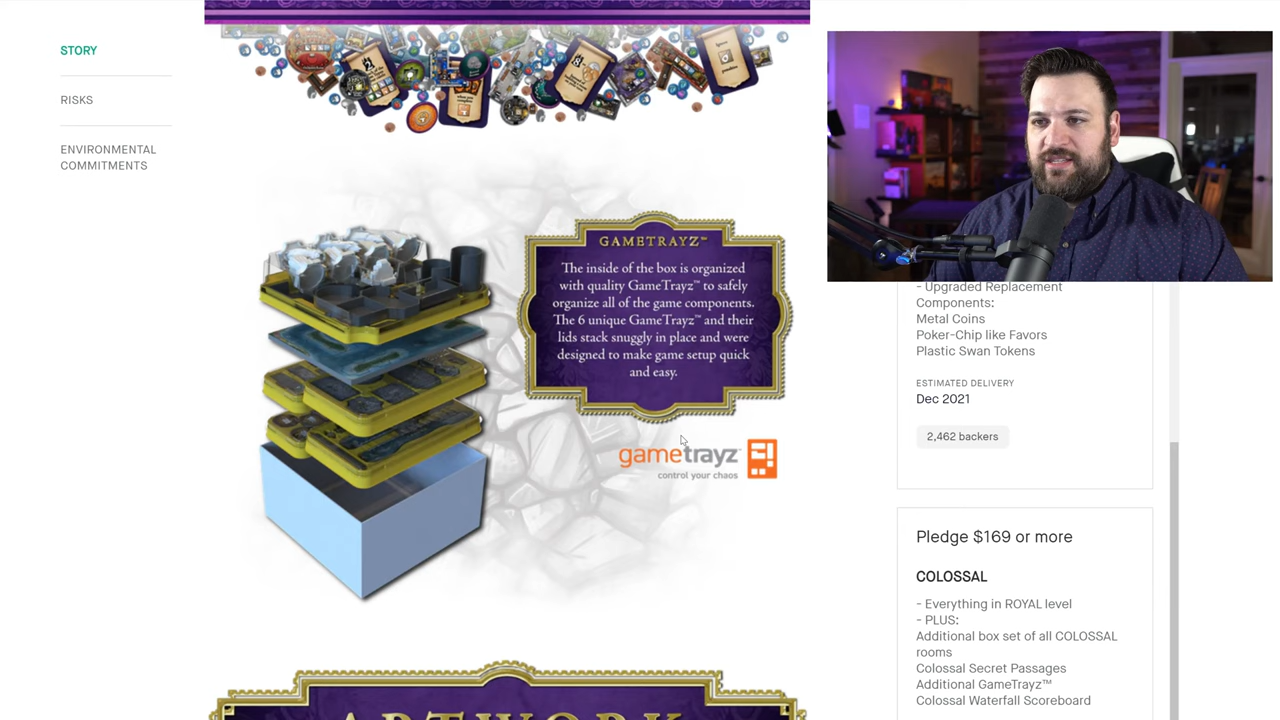 STORY
RISKS
ENVIRONMENTAL
COMMITMENTS
GAMETRAYZ™
The inside of the box is organized
with quality GameTrayz™ to safely
organize all of the game components.
The 6 unique GameTrayz™ and their
lids stack snuggly in place and were
designed to make game setup quick
and easy.
gametrayz™
control your chaos
ARTWORK
- Upgraded Replacement
Components:
Metal Coins
Poker-Chip like Favors
Plastic Swan Tokens
ESTIMATED DELIVERY
Dec 2021
2,462 backers
Pledge $169 or more
COLOSSAL
- Everything in ROYAL level
- PLUS:
Additional box set of all COLOSSAL
rooms
Colossal Secret Passages
Additional GameTrayz™
Colossal Waterfall Scoreboard